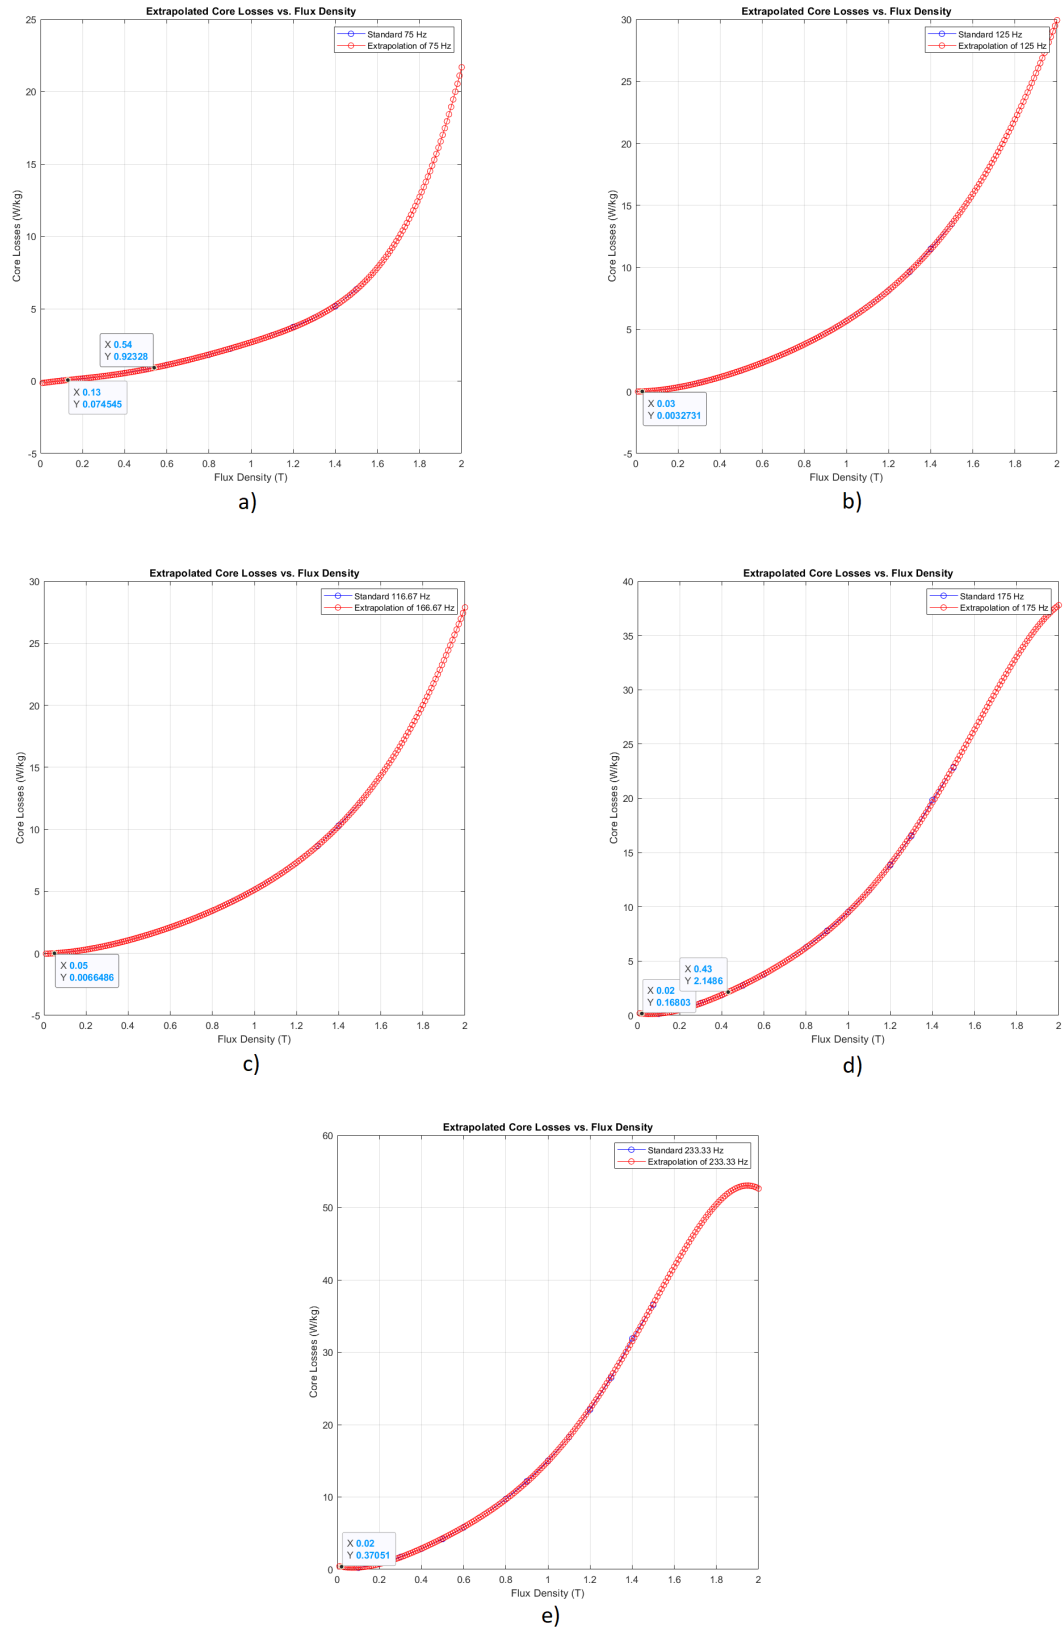 Extrapolated Core Losses vs. Flux Density
Standard 75 Hz
Extrapolation of 75 Hz
Core Losses (W/kg)
25
20
15
10
5
0
-5
X 0.54
Y 0.92328
X 0.13
Y 0.074545
0 0.2 0.4 0.6 0.8 1 1.2 1.4 1.6 1.8 2
Flux Density (T)
a)
Extrapolated Core Losses vs. Flux Density
Standard 125 Hz
Extrapolation of 125 Hz
Core Losses (W/kg)
30
25
20
15
10
5
0
-5
X 0.03
Y 0.0032731
0 0.2 0.4 0.6 0.8 1 1.2 1.4 1.6 1.8 2
Flux Density (T)
b)
Extrapolated Core Losses vs. Flux Density
Standard 116.67 Hz
Extrapolation of 166.67 Hz
Core Losses (W/kg)
30
25
20
15
10
5
0
-5
X 0.05
Y 0.0066486
0 0.2 0.4 0.6 0.8 1 1.2 1.4 1.6 1.8 2
Flux Density (T)
c)
Extrapolated Core Losses vs. Flux Density
Standard 175 Hz
Extrapolation of 175 Hz
Core Losses (W/kg)
40
35
30
25
20
15
10
5
0
X 0.43
Y 2.1486
X 0.02
Y 0.16803
0 0.2 0.4 0.6 0.8 1 1.2 1.4 1.6 1.8 2
Flux Density (T)
d)
Extrapolated Core Losses vs. Flux Density
Standard 233.33 Hz
Extrapolation of 233.33 Hz
Core Losses (W/kg)
60
50
40
30
20
10
0
X 0.02
Y 0.37051
0 0.2 0.4 0.6 0.8 1 1.2 1.4 1.6 1.8 2
Flux Density (T)
e)